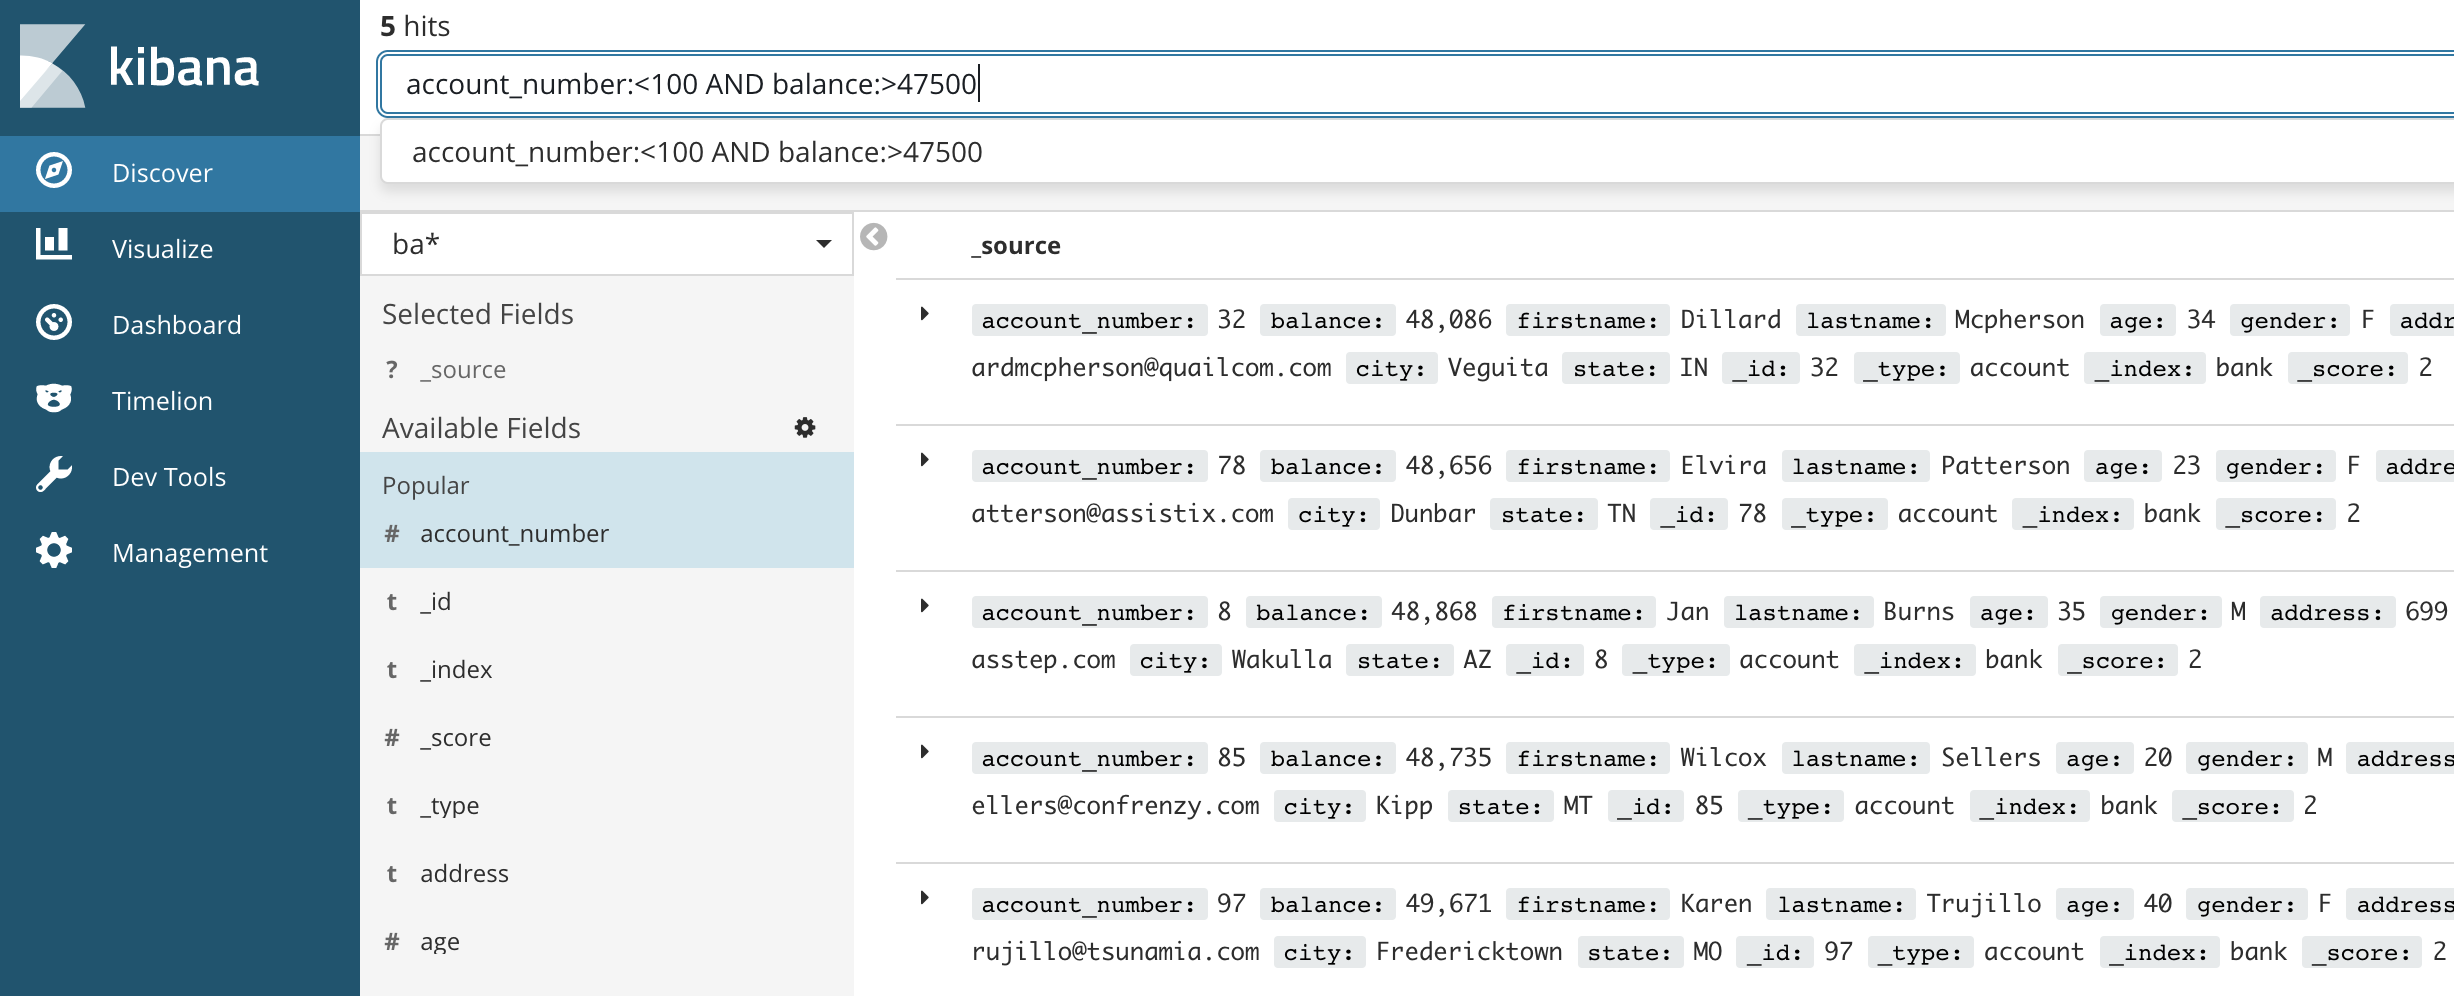 kibana
Discover
Visualize
Dashboard
Timelion
Dev Tools
Management
5 hits
account_number:<100 AND balance:>47500
account_number:<100 AND balance:>47500
ba*
Selected Fields
? _source
Available Fields
Popular
# account_number
t _id
t _index
# _score
t _type
t address
# age
_source
account_number: 32 balance: 48,086 firstname: Dillard lastname: Mcpherson age: 34 gender: F addr
ardmcpherson@quailcom.com city: Veguita state: IN _id: 32 _type: account _index: bank _score: 2
account_number: 78 balance: 48,656 firstname: Elvira lastname: Patterson age: 23 gender: F addre
atterson@assistix.com city: Dunbar state: TN _id: 78 _type: account _index: bank _score: 2
account_number: 8 balance: 48,868 firstname: Jan lastname: Burns age: 35 gender: M address: 699
asstep.com city: Wakulla state: AZ _id: 8 _type: account _index: bank _score: 2
account_number: 85 balance: 48,735 firstname: Wilcox lastname: Sellers age: 20 gender: M address
ellers@confrenzy.com city: Kipp state: MT _id: 85 _type: account _index: bank _score: 2
account_number: 97 balance: 49,671 firstname: Karen lastname: Trujillo age: 40 gender: F address
rujillo@tsunamia.com city: Fredericktown state: MO _id: 97 _type: account _index: bank _score: 2